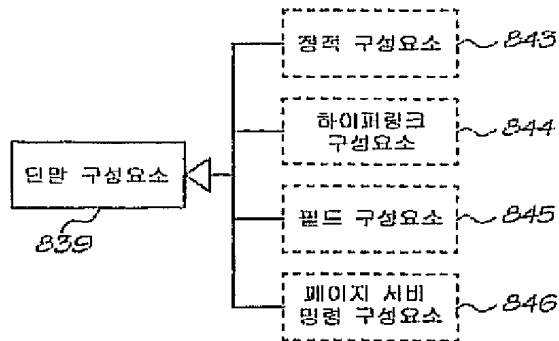 정적 구성요소 843
하이퍼링크 844
구성요소
단말 구성요소
839
필드 구성요소 845
페이지 서버 846
명령 구성요소